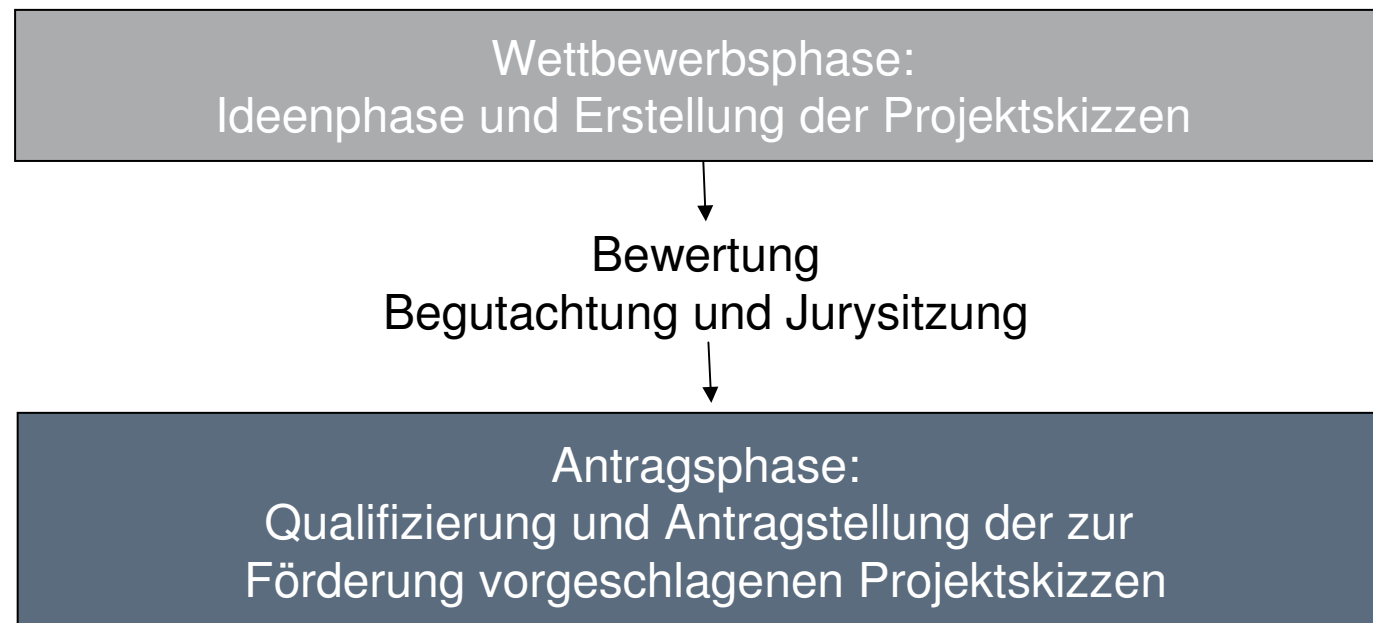 Wettbewerbsphase:
Ideenphase und Erstellung der Projektskizzen
Bewertung
Begutachtung und Jurysitzung
Antragsphase:
Qualifizierung und Antragstellung der zur
Förderung vorgeschlagenen Projektskizzen